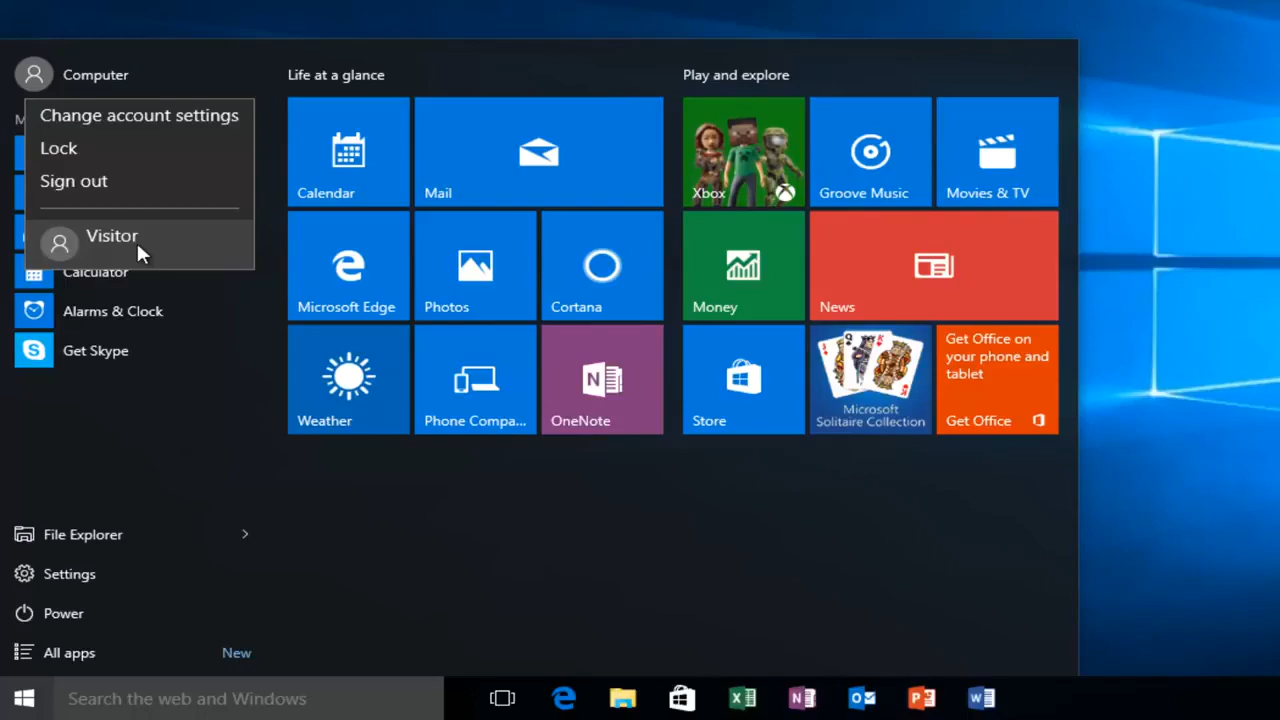 Computer
Change account settings
Lock
Sign out
Visitor
M
Calculator
Alarms & Clock
Get Skype
File Explorer
Settings
Power
All apps
New
Life at a glance
Calendar
Mail
Microsoft Edge
Photos
Cortana
Weather
Phone Compa...
OneNote
Play and explore
Xbox
Groove Music
Movies & TV
Money
News
Store
Microsoft
Solitaire Collection
Get Office on
your phone and
tablet
Get Office
Search the web and Windows